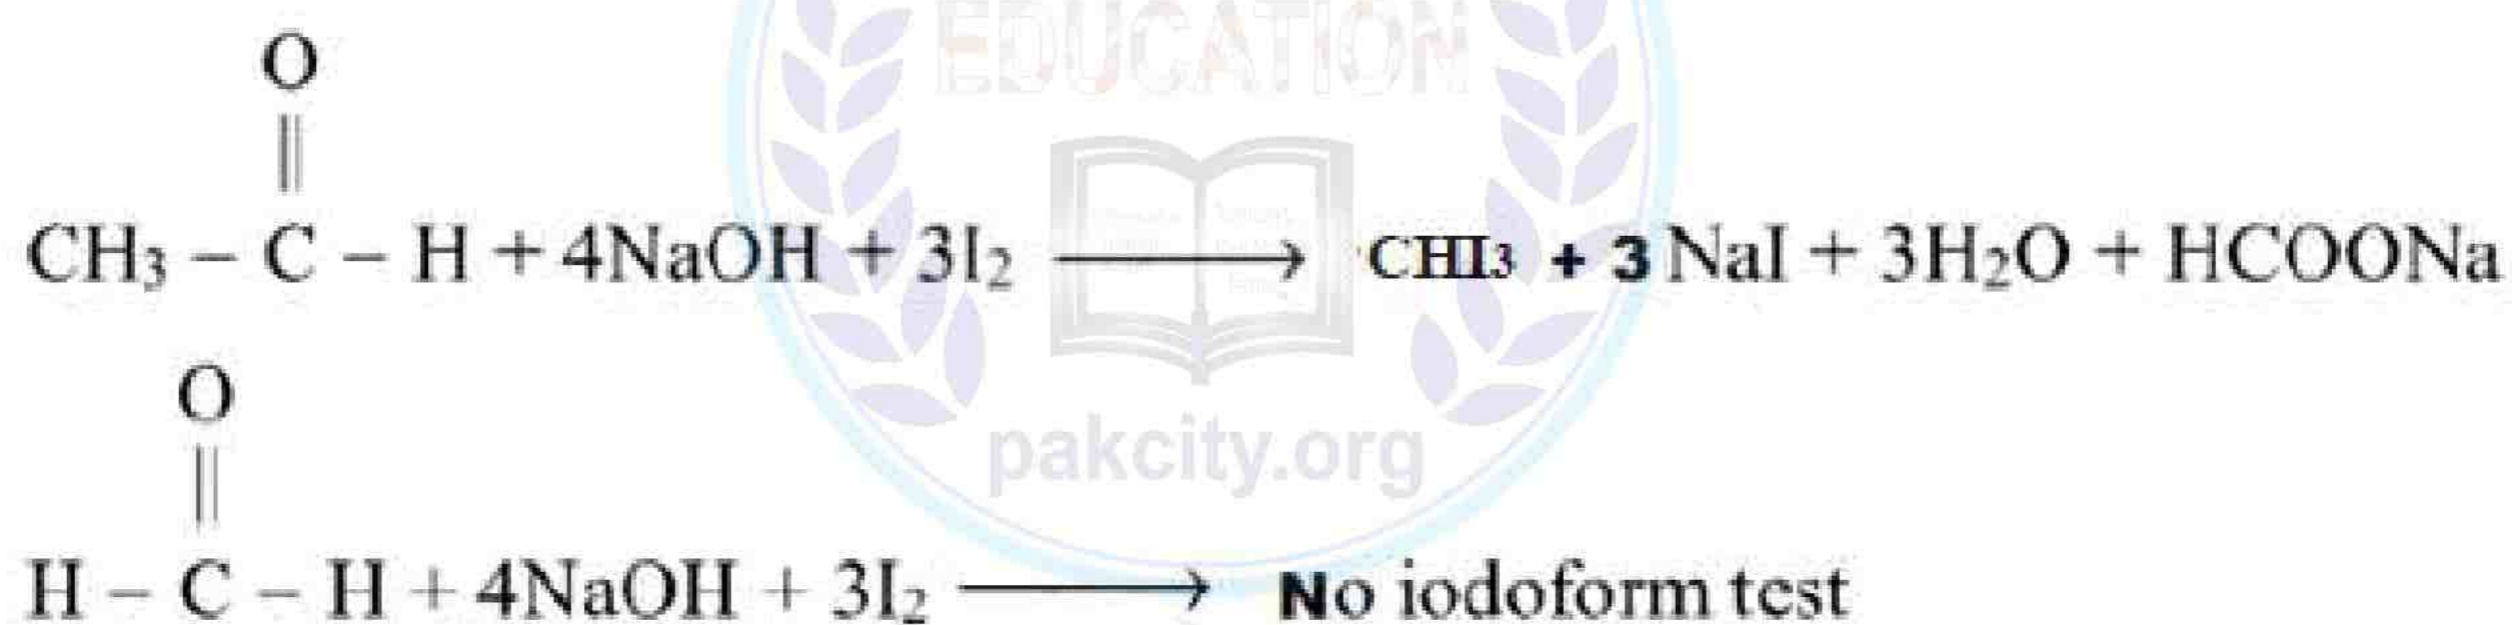 EDUCATION
O
||
CH₃ – C – H + 4NaOH + 3I₂ ⟶ CHI₃ + 3 NaI + 3H₂O + HCOONa
O
||
pakcity.org
H – C – H + 4NaOH + 3I₂ ⟶ No iodoform test